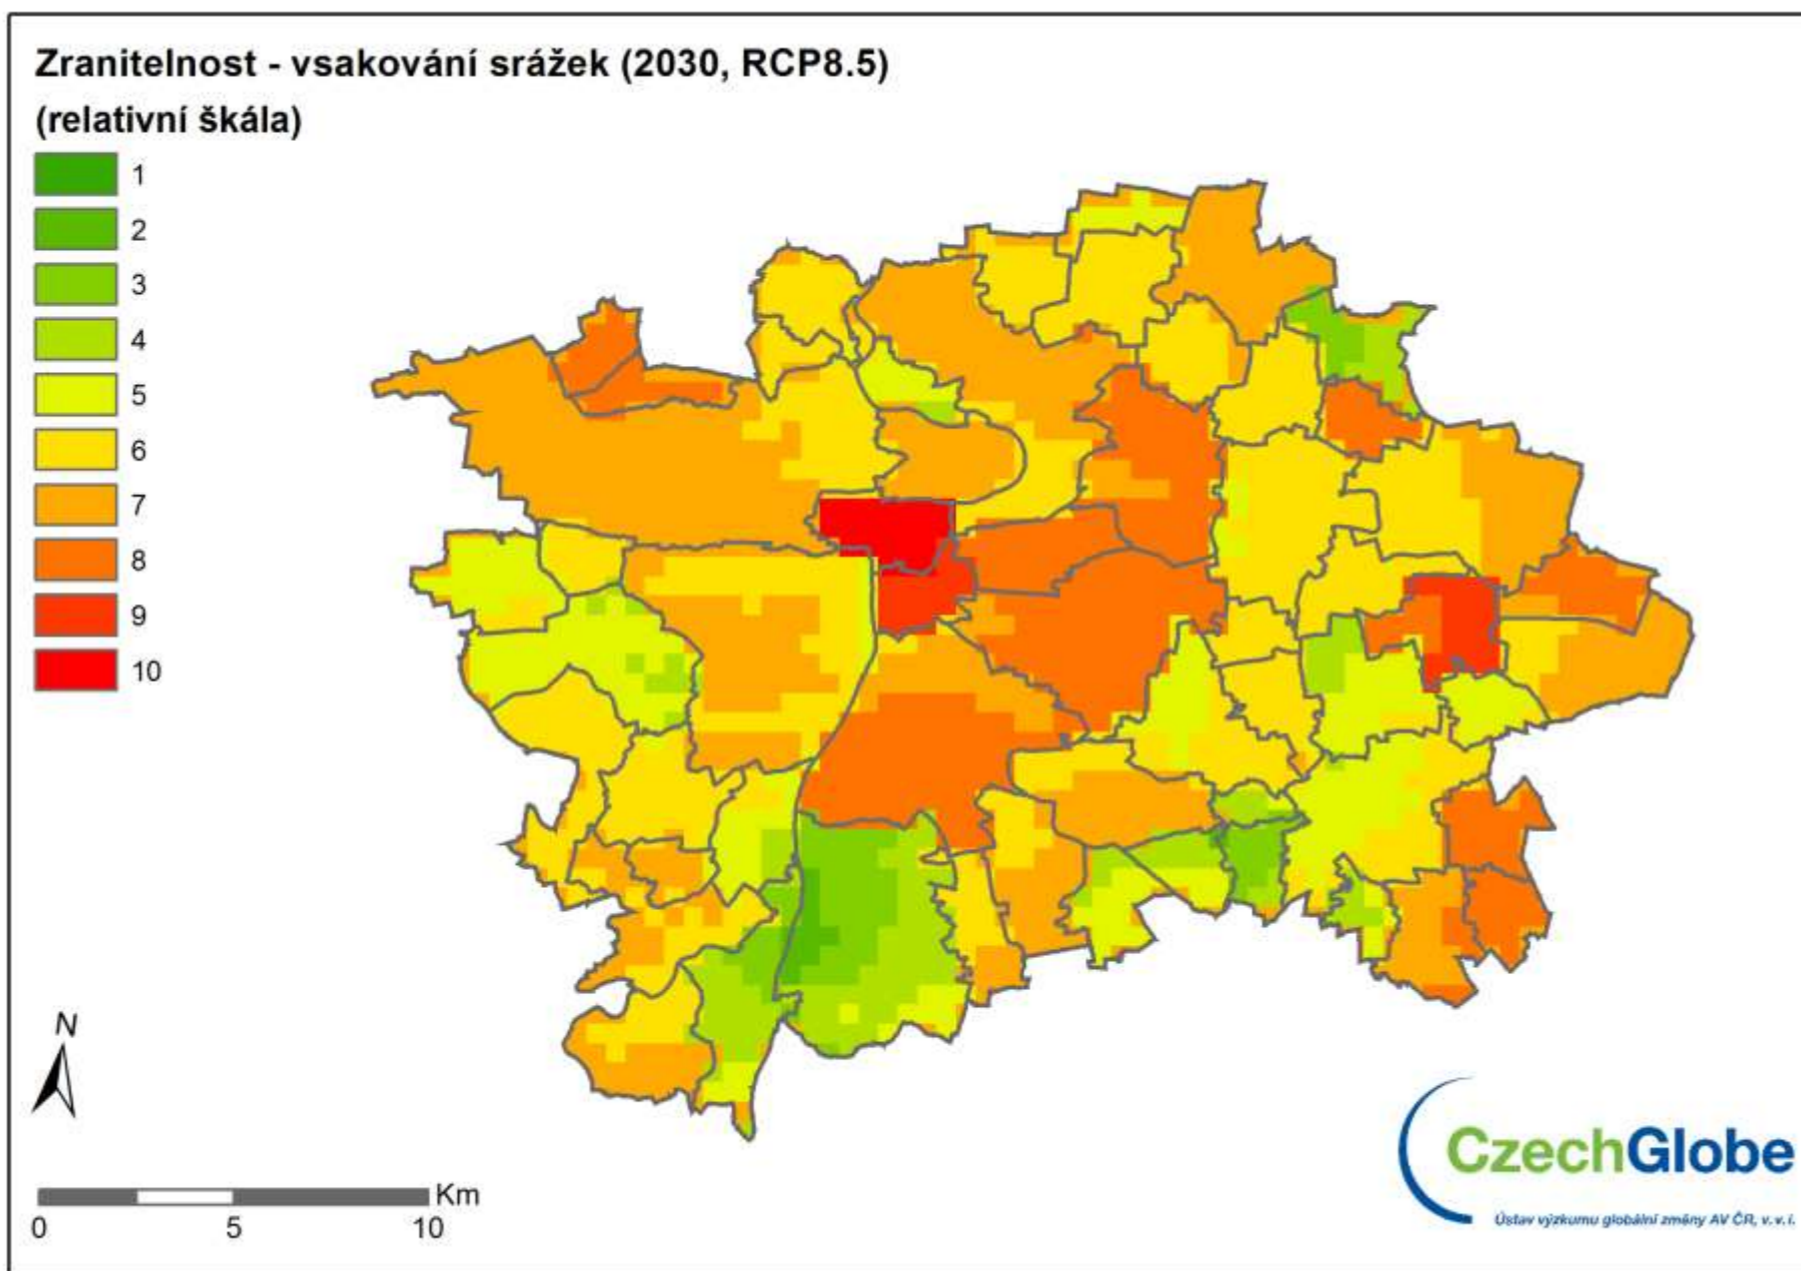 Zranitelnost - vsakování srážek (2030, RCP8.5)
(relativní škála)
1
2
3
4
5
6
7
8
9
10
N
Km
0 5 10
CzechGlobe
Ústav výzkumu globální změny AV ČR, v. v. i.